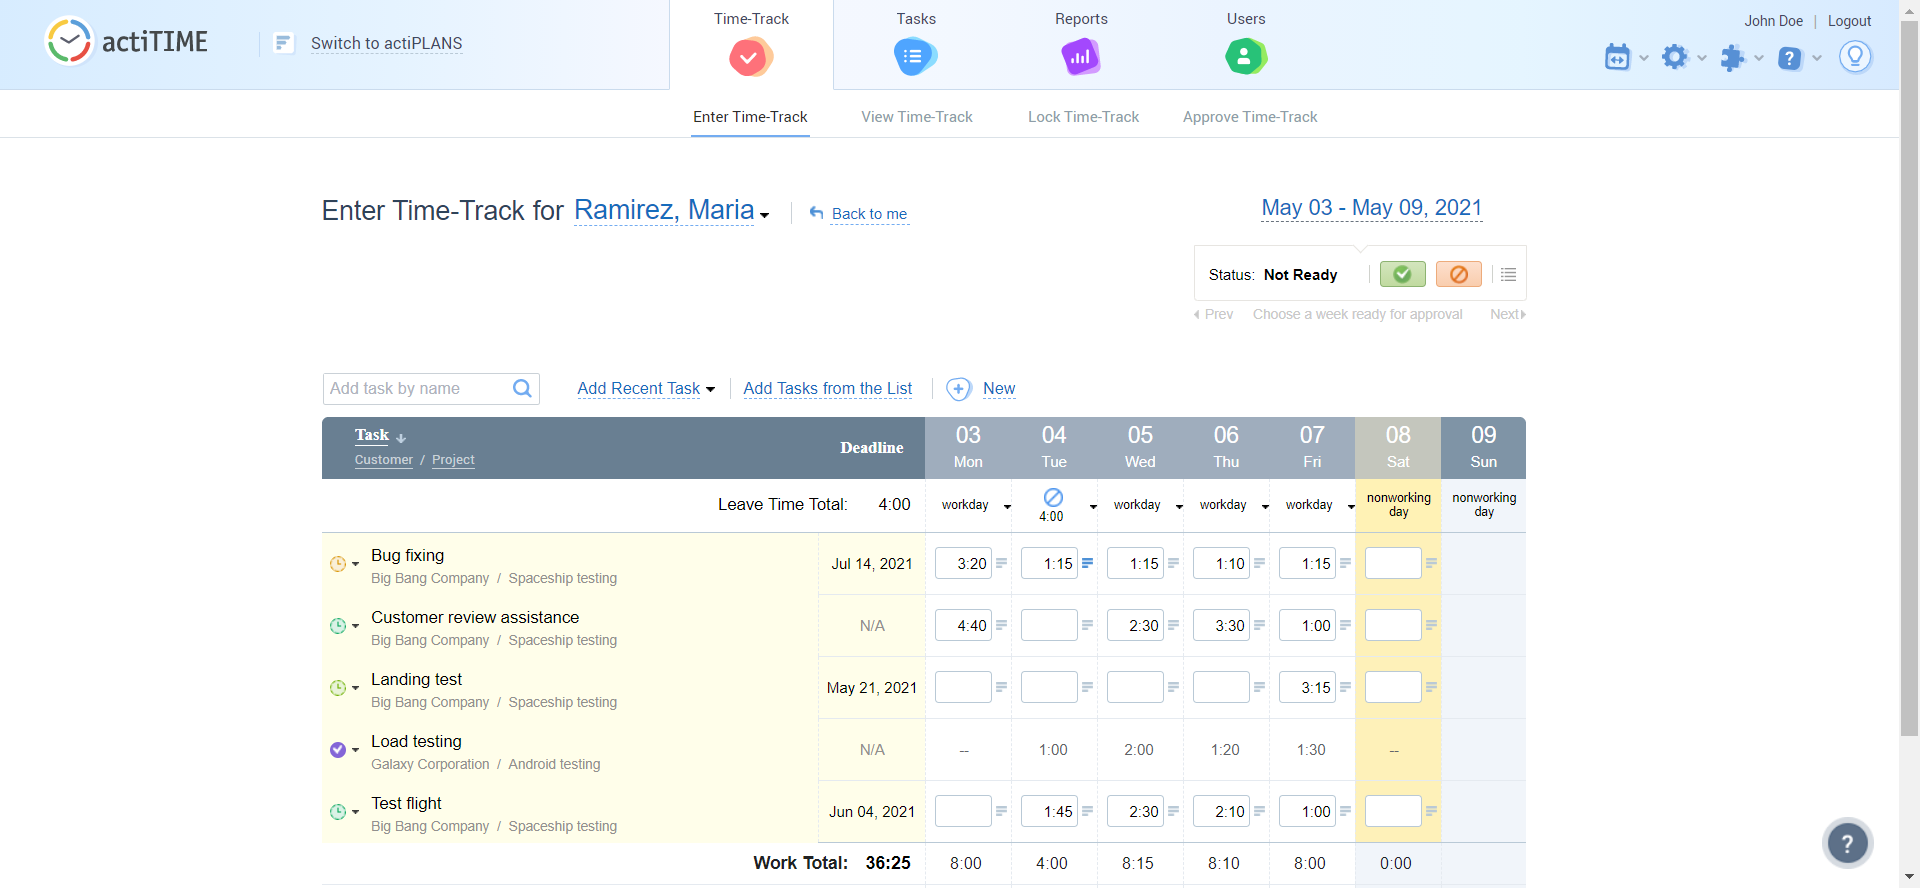 actiTIME
Switch to actiPLANS
Time-Track
Tasks
Reports
Users
John Doe | Logout
Enter Time-Track
View Time-Track
Lock Time-Track
Approve Time-Track
Enter Time-Track for Ramirez, Maria
Back to me
May 03 - May 09, 2021
Status: Not Ready
Prev Choose a week ready for approval Next
Add task by name
Add Recent Task
Add Tasks from the List
New
Task
Customer / Project
Deadline
03 04 05 06 07 08 09
Mon Tue Wed Thu Fri Sat Sun
Leave Time Total: 4:00 workday 4:00 workday workday workday nonworking day nonworking day
Bug fixing
Big Bang Company / Spaceship testing
Jul 14, 2021 3:20 1:15 1:15 1:10 1:15
Customer review assistance
Big Bang Company / Spaceship testing
N/A 4:40 2:30 3:30 1:00
Landing test
Big Bang Company / Spaceship testing
May 21, 2021 3:15
Load testing
Galaxy Corporation / Android testing
N/A -- 1:00 2:00 1:20 1:30 --
Test flight
Big Bang Company / Spaceship testing
Jun 04, 2021 1:45 2:30 2:10 1:00
Work Total: 36:25 8:00 4:00 8:15 8:10 8:00 0:00
?